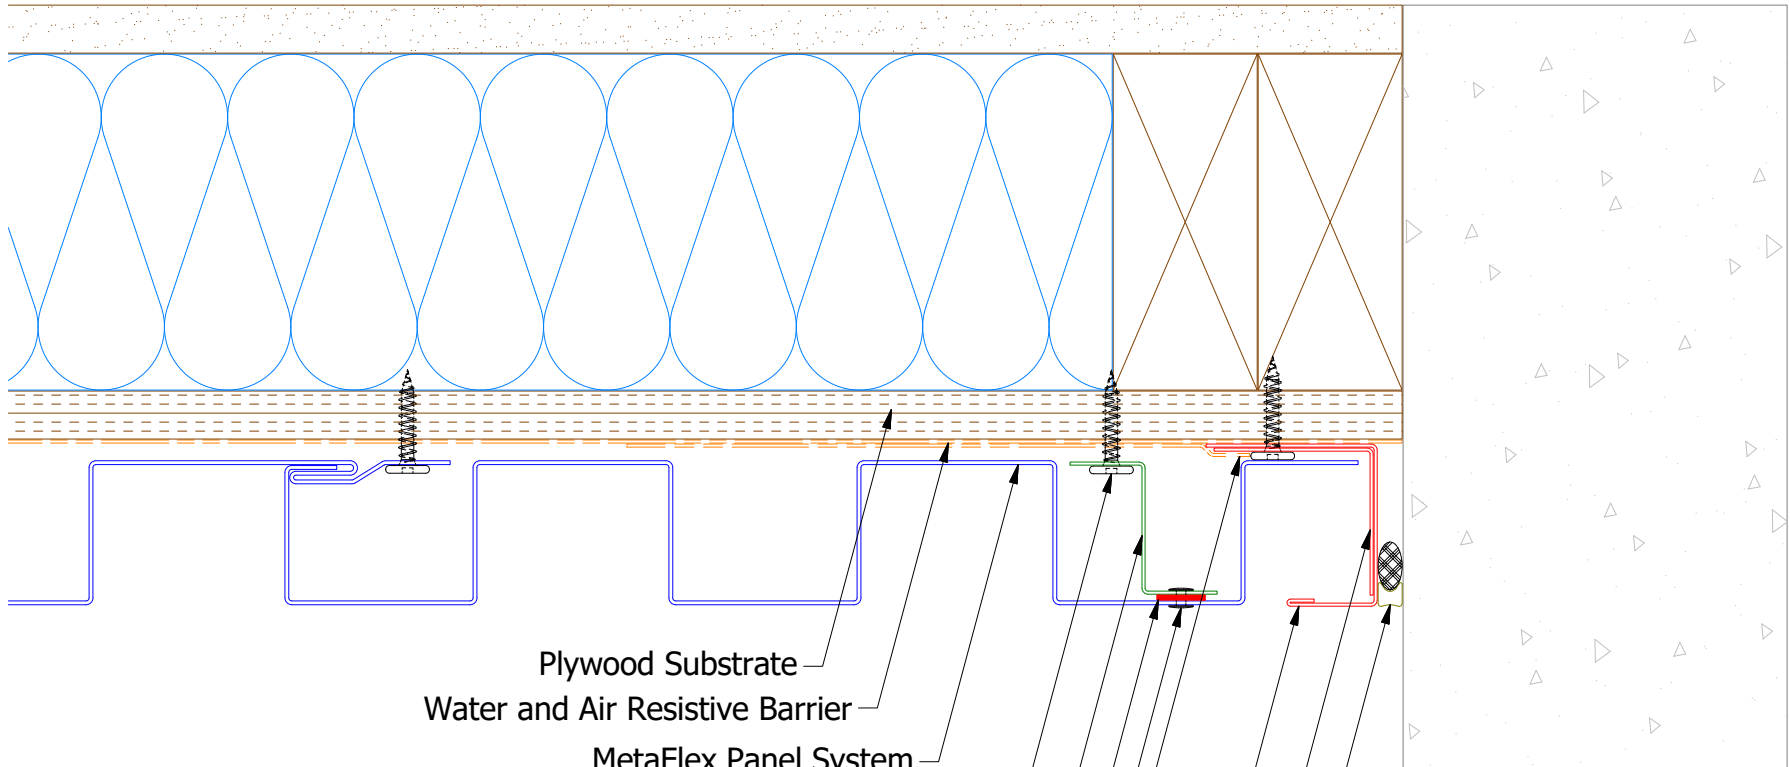 Plywood Substrate
Water and Air Resistive Barrier
MetaFlex Panel System